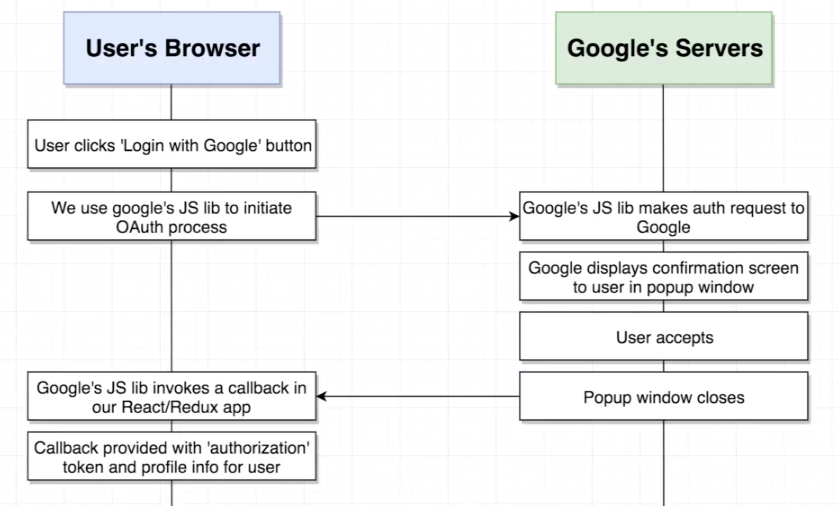 User's Browser
Google's Servers
User clicks 'Login with Google' button
We use google's JS lib to initiate
OAuth process
Google's JS lib makes auth request to
Google
Google displays confirmation screen
to user in popup window
User accepts
Popup window closes
Google's JS lib invokes a callback in
our React/Redux app
Callback provided with 'authorization'
token and profile info for user